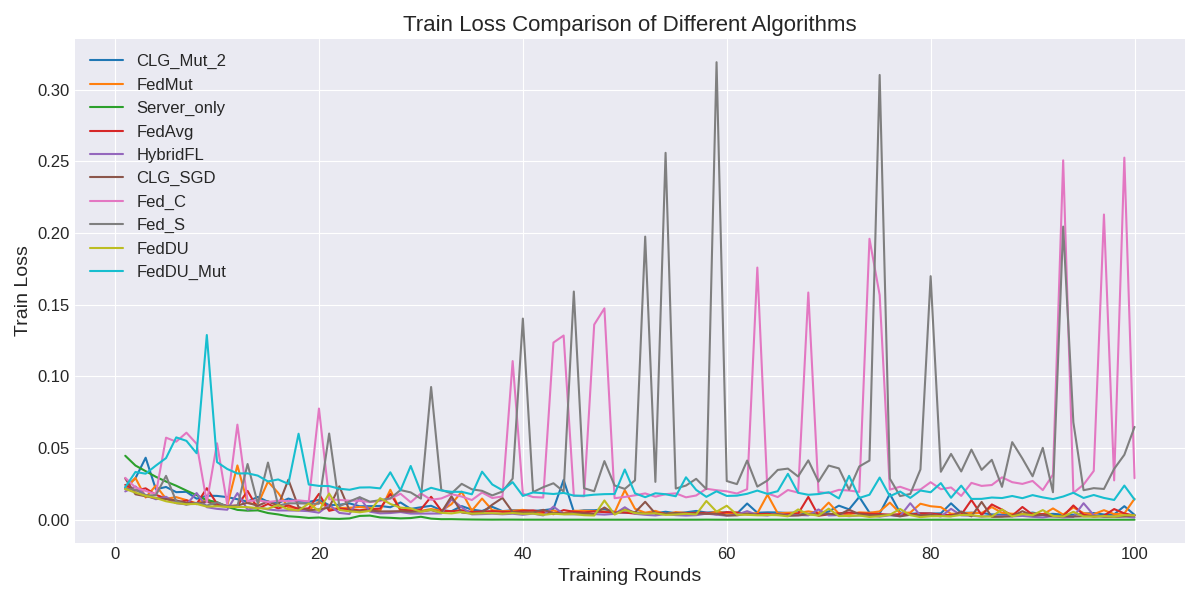 Train Loss Comparison of Different Algorithms
CLG_Mut_2
FedMut
Server_only
FedAvg
HybridFL
CLG_SGD
Fed_C
Fed_S
FedDU
FedDU_Mut
Train Loss
0.30
0.25
0.20
0.15
0.10
0.05
0.00
0 20 40 60 80 100
Training Rounds